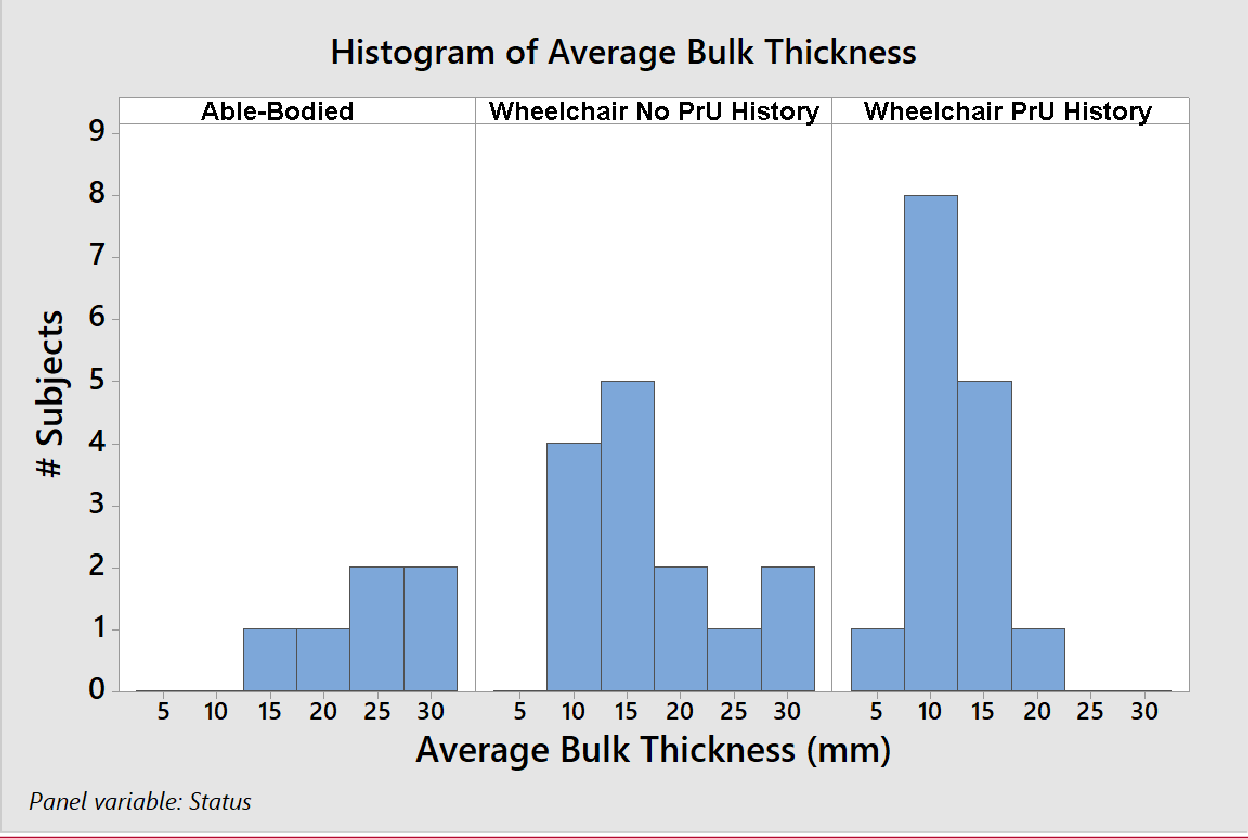 Histogram of Average Bulk Thickness
Able-Bodied Wheelchair No PrU History Wheelchair PrU History
9
8
7
6
5
4
3
2
1
0
# Subjects
5 10 15 20 25 30 5 10 15 20 25 30 5 10 15 20 25 30
Average Bulk Thickness (mm)
Panel variable: Status